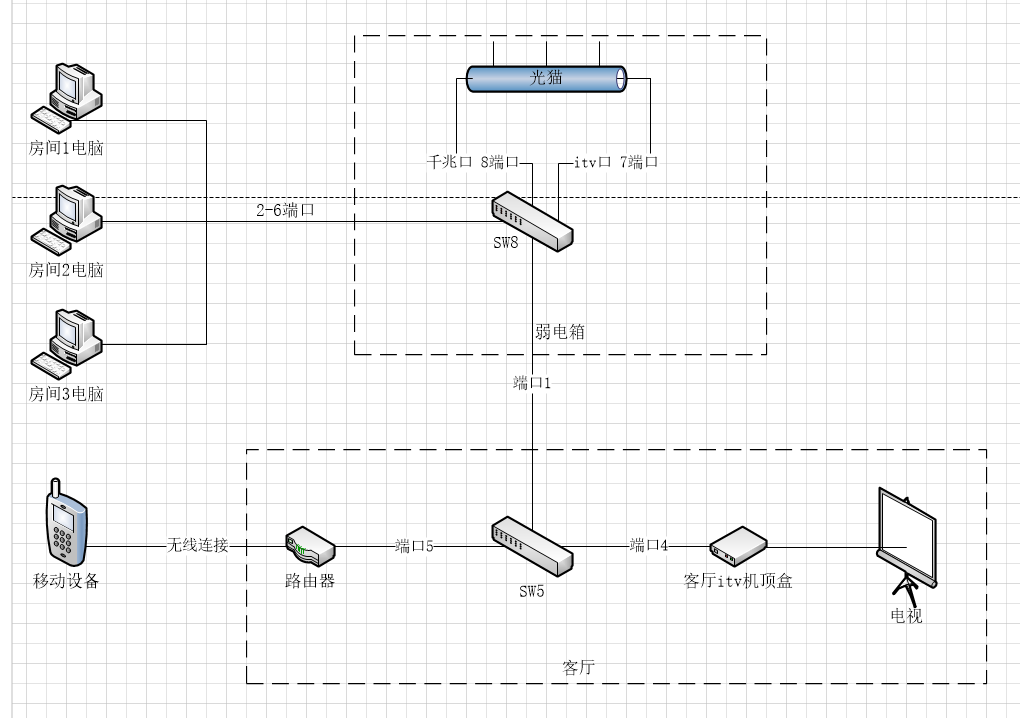 光猫
房间1电脑
千兆口 8端口
itv口 7端口
2-6端口
SW8
房间2电脑
弱电箱
端口1
房间3电脑
无线连接
端口5
端口4
移动设备
路由器
SW5
客厅itv机顶盒
电视
客厅